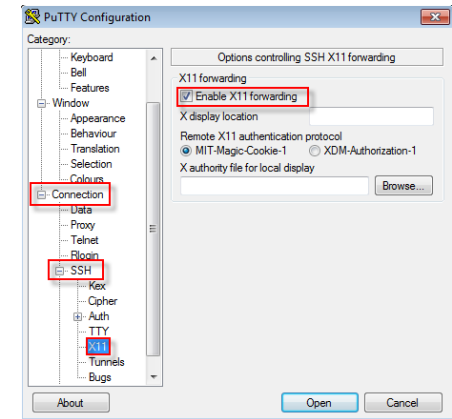 PuTTY Configuration
Category:
Keyboard
Bell
Features
Window
Appearance
Behaviour
Translation
Selection
Colours
Connection
Data
Proxy
Telnet
Rlogin
SSH
Kex
Cipher
Auth
TTY
X11
Tunnels
Bugs
Options controlling SSH X11 forwarding
X11 forwarding
Enable X11 forwarding
X display location
Remote X11 authentication protocol
MIT-Magic-Cookie-1 XDM-Authorization-1
X authority file for local display
Browse...
About Open Cancel